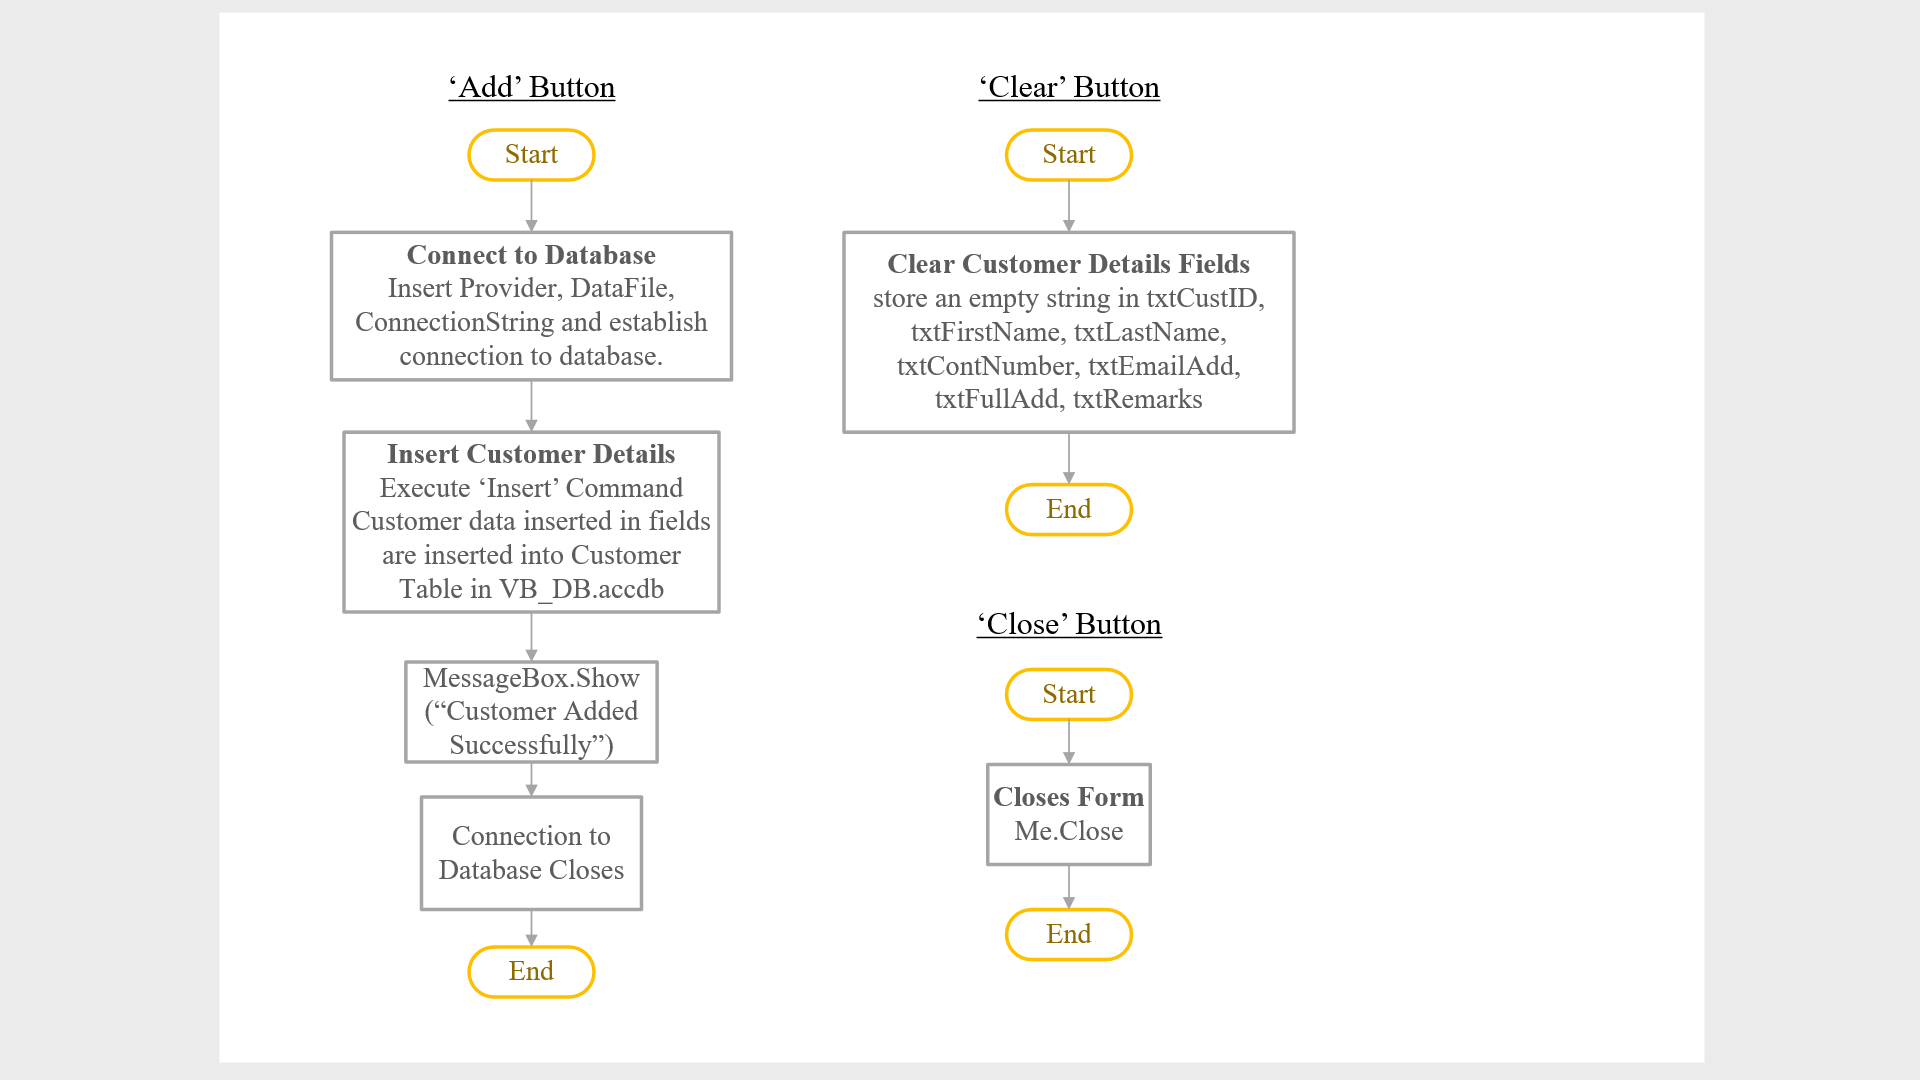 ‘Add’ Button
Start
Connect to Database
Insert Provider, DataFile,
ConnectionString and establish
connection to database.
Insert Customer Details
Execute ‘Insert’ Command
Customer data inserted in fields
are inserted into Customer
Table in VB_DB.accdb
MessageBox.Show
(“Customer Added
Successfully”)
Connection to
Database Closes
End
‘Clear’ Button
Start
Clear Customer Details Fields
store an empty string in txtCustID,
txtFirstName, txtLastName,
txtContNumber, txtEmailAdd,
txtFullAdd, txtRemarks
End
‘Close’ Button
Start
Closes Form
Me.Close
End